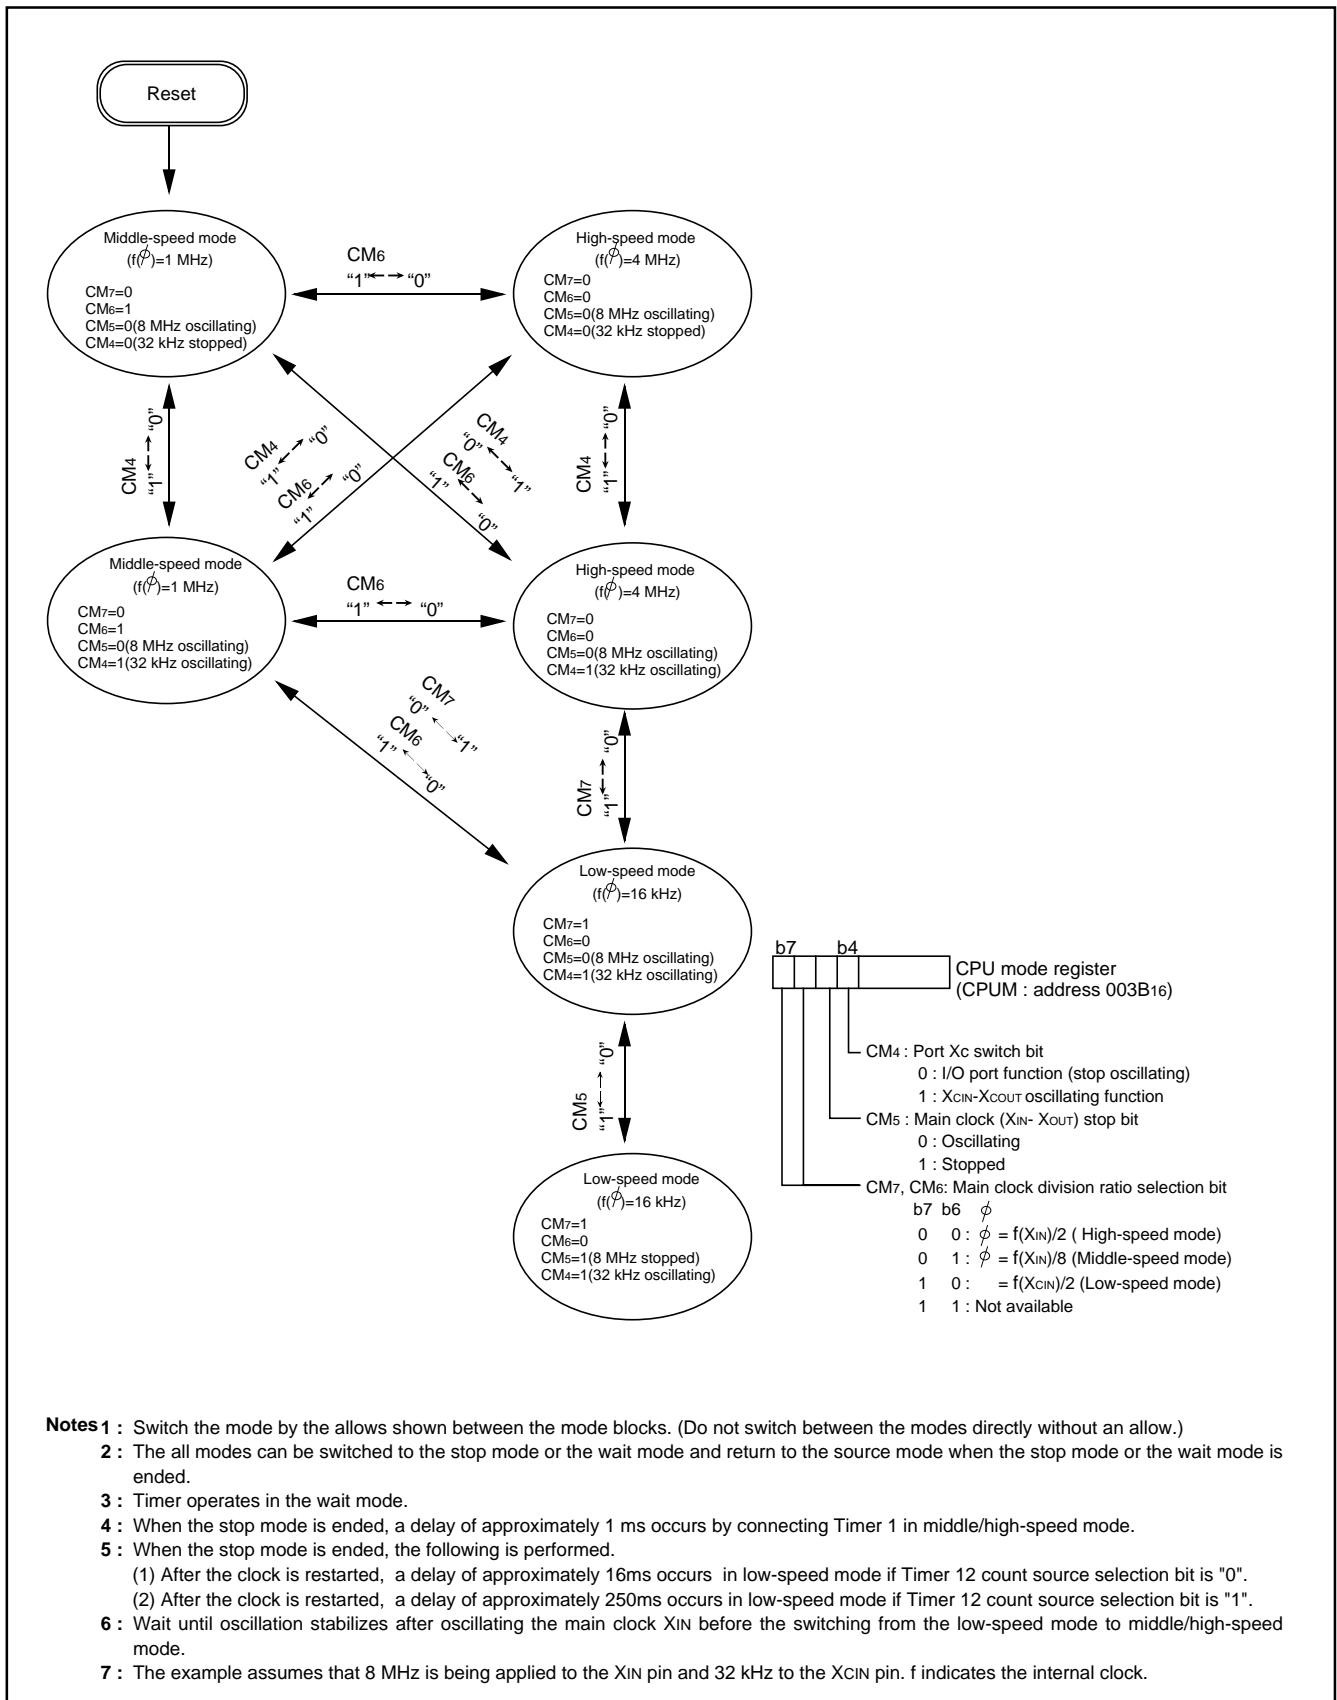 Reset
Middle-speed mode
(f(ϕ)=1 MHz)
CM7=0
CM6=1
CM5=0(8 MHz oscillating)
CM4=0(32 kHz stopped)
CM6
“1”←→“0”
High-speed mode
(f(ϕ)=4 MHz)
CM7=0
CM6=0
CM5=0(8 MHz oscillating)
CM4=0(32 kHz stopped)
CM4
“1”←→“0”
CM4
“1”←→“0”
CM6
“1”←→“0”
CM4
“0”←→“1”
CM6
“1”←→“0”
CM4
“1”←→“0”
Middle-speed mode
(f(ϕ)=1 MHz)
CM7=0
CM6=1
CM5=0(8 MHz oscillating)
CM4=1(32 kHz oscillating)
CM6
“1”←→“0”
High-speed mode
(f(ϕ)=4 MHz)
CM7=0
CM6=0
CM5=0(8 MHz oscillating)
CM4=1(32 kHz oscillating)
CM7
“0”←→“1”
CM6
“1”←→“0”
CM7
“1”←→“0”
Low-speed mode
(f(ϕ)=16 kHz)
CM7=1
CM6=0
CM5=0(8 MHz oscillating)
CM4=1(32 kHz oscillating)
CM5
“1”←→“0”
Low-speed mode
(f(ϕ)=16 kHz)
CM7=1
CM6=0
CM5=1(8 MHz stopped)
CM4=1(32 kHz oscillating)
b7 b4
CPU mode register
(CPUM : address 003B16)
CM4 : Port Xc switch bit
0 : I/O port function (stop oscillating)
1 : XCIN-XCOUT oscillating function
CM5 : Main clock (XIN- XOUT) stop bit
0 : Oscillating
1 : Stopped
CM7, CM6: Main clock division ratio selection bit
b7 b6 ϕ
0 0 : ϕ = f(XIN)/2 ( High-speed mode)
0 1 : ϕ = f(XIN)/8 (Middle-speed mode)
1 0 : = f(XCIN)/2 (Low-speed mode)
1 1 : Not available
Notes 1 : Switch the mode by the allows shown between the mode blocks. (Do not switch between the modes directly without an allow.)
2 : The all modes can be switched to the stop mode or the wait mode and return to the source mode when the stop mode or the wait mode is
ended.
3 : Timer operates in the wait mode.
4 : When the stop mode is ended, a delay of approximately 1 ms occurs by connecting Timer 1 in middle/high-speed mode.
5 : When the stop mode is ended, the following is performed.
(1) After the clock is restarted, a delay of approximately 16ms occurs in low-speed mode if Timer 12 count source selection bit is "0".
(2) After the clock is restarted, a delay of approximately 250ms occurs in low-speed mode if Timer 12 count source selection bit is "1".
6 : Wait until oscillation stabilizes after oscillating the main clock XIN before the switching from the low-speed mode to middle/high-speed
mode.
7 : The example assumes that 8 MHz is being applied to the XIN pin and 32 kHz to the XCIN pin. f indicates the internal clock.